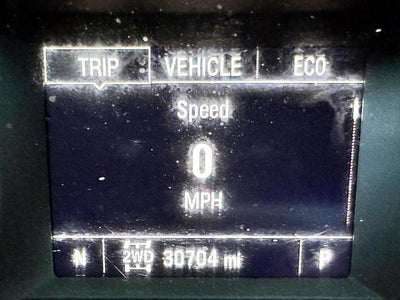 TRIP VEHICLE ECO
Speed
0
MPH
N 2WD 30704 mi P